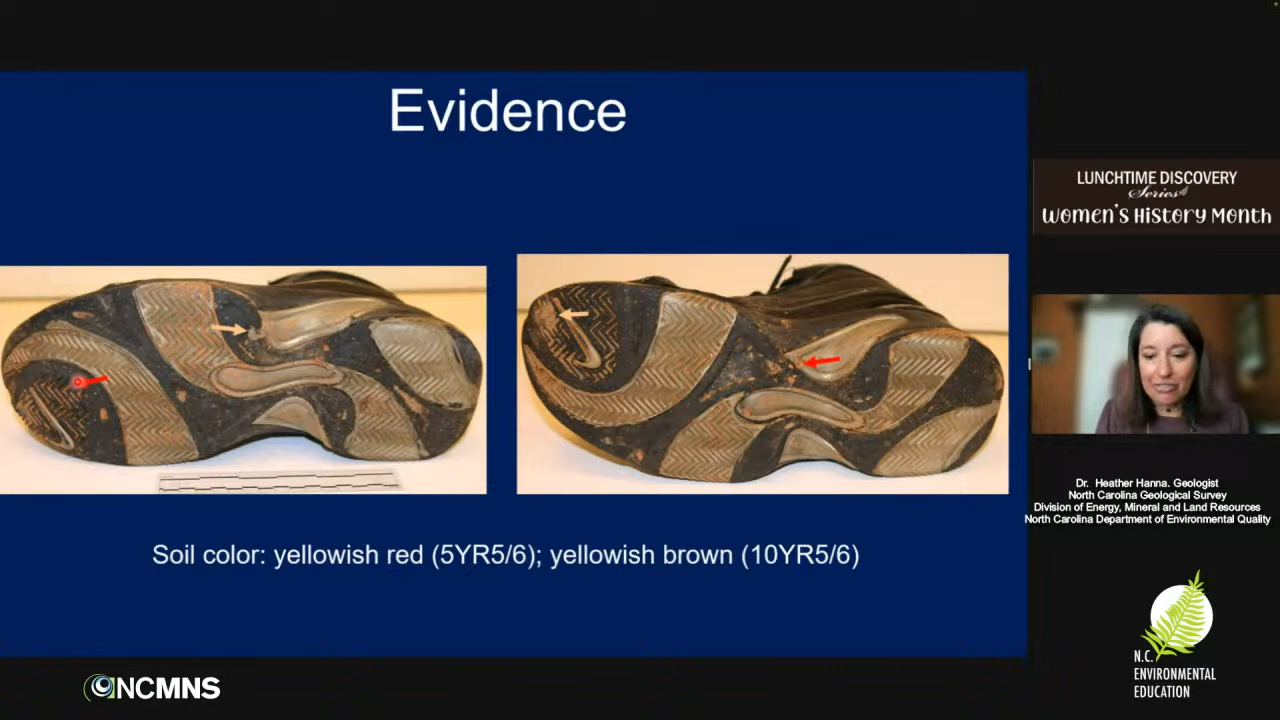 Evidence
Soil color: yellowish red (5YR5/6); yellowish brown (10YR5/6)
LUNCHTIME DISCOVERY
Series
Women's History Month
Dr. Heather Hanna. Geologist
North Carolina Geological Survey
Division of Energy, Mineral and Land Resources
North Carolina Department of Environmental Quality
NCMNS
N.C.
ENVIRONMENTAL
EDUCATION